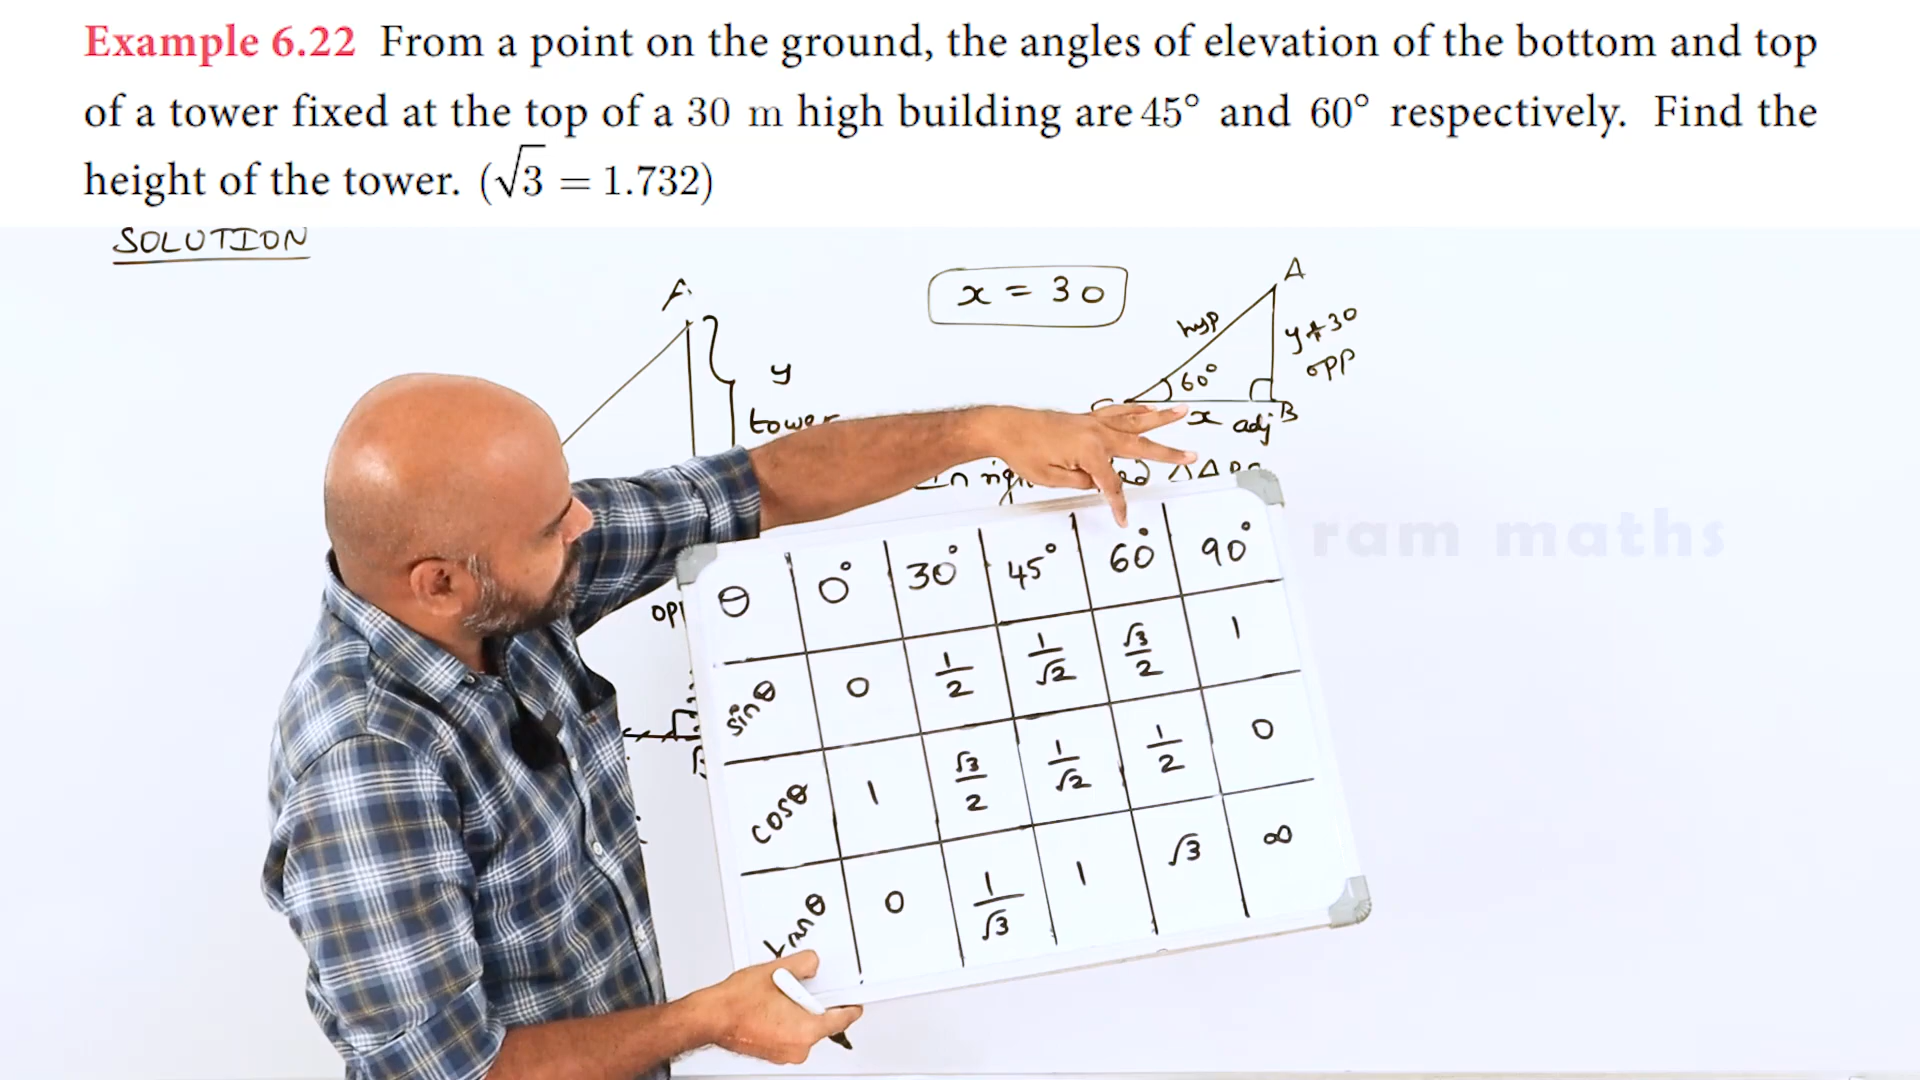 Example 6.22 From a point on the ground, the angles of elevation of the bottom and top
of a tower fixed at the top of a 30 m high building are 45° and 60° respectively. Find the
height of the tower. (√3 = 1.732)
SOLUTION
A
x = 30
A
hyp
y+30
opp
y
60°
tower
x adj B
In
ram maths
θ 0° 30° 45° 60° 90°
opp
sinθ 0 1/2 1/√2 √3/2 1
cosθ 1 √3/2 1/√2 1/2 0
tanθ 0 1/√3 1 √3 ∞